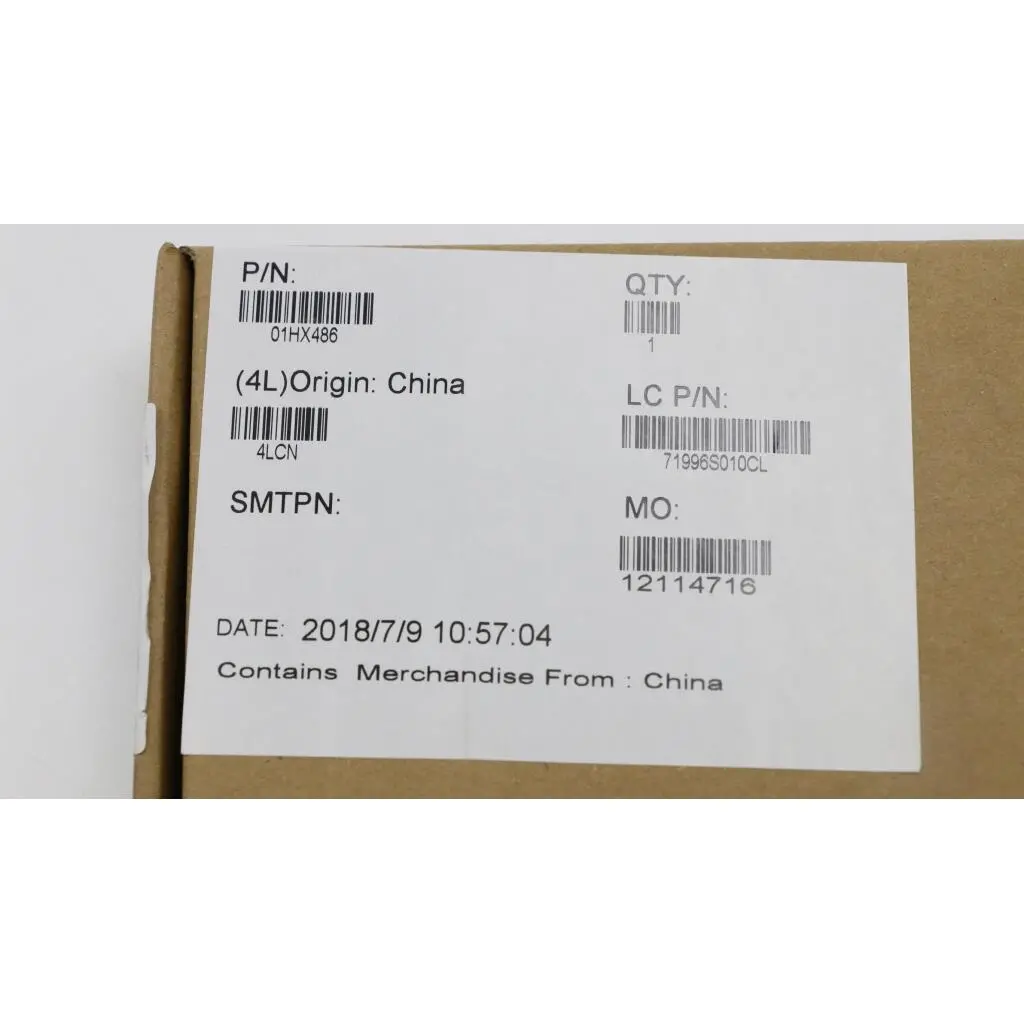 P/N:
01HX486
(4L)Origin: China
4LCN
SMTPN:
QTY:
1
LC P/N:
71996S010CL
MO:
12114716
DATE: 2018/7/9 10:57:04
Contains Merchandise From : China